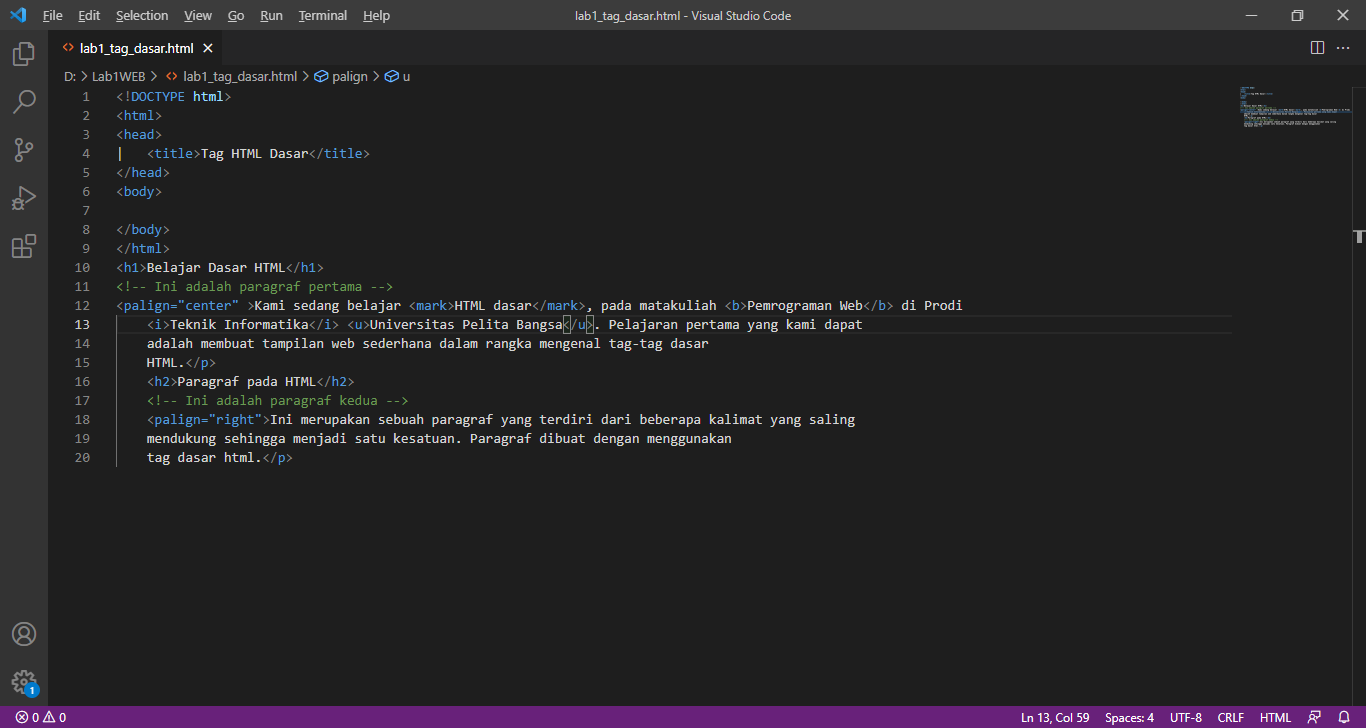 File Edit Selection View Go Run Terminal Help lab1_tag_dasar.html - Visual Studio Code
lab1_tag_dasar.html
D: > Lab1WEB > lab1_tag_dasar.html > palign > u
1 <!DOCTYPE html>
2 <html>
3 <head>
4 <title>Tag HTML Dasar</title>
5 </head>
6 <body>
7
8 </body>
9 </html>
10 <h1>Belajar Dasar HTML</h1>
11 <!-- Ini adalah paragraf pertama -->
12 <palign="center" >Kami sedang belajar <mark>HTML dasar</mark>, pada matakuliah <b>Pemrograman Web</b> di Prodi
13 <i>Teknik Informatika</i> <u>Universitas Pelita Bangsa</u>. Pelajaran pertama yang kami dapat
14 adalah membuat tampilan web sederhana dalam rangka mengenal tag-tag dasar
15 HTML.</p>
16 <h2>Paragraf pada HTML</h2>
17 <!-- Ini adalah paragraf kedua -->
18 <palign="right">Ini merupakan sebuah paragraf yang terdiri dari beberapa kalimat yang saling
19 mendukung sehingga menjadi satu kesatuan. Paragraf dibuat dengan menggunakan
20 tag dasar html.</p>
1
0 0 Ln 13, Col 59 Spaces: 4 UTF-8 CRLF HTML